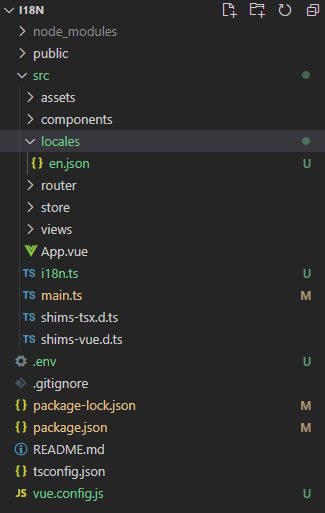 I18N
node_modules
public
src
assets
components
locales
{} en.json U
router
store
views
App.vue
TS i18n.ts U
TS main.ts M
TS shims-tsx.d.ts
TS shims-vue.d.ts
.env U
.gitignore
{} package-lock.json M
{} package.json M
README.md
{} tsconfig.json
JS vue.config.js U